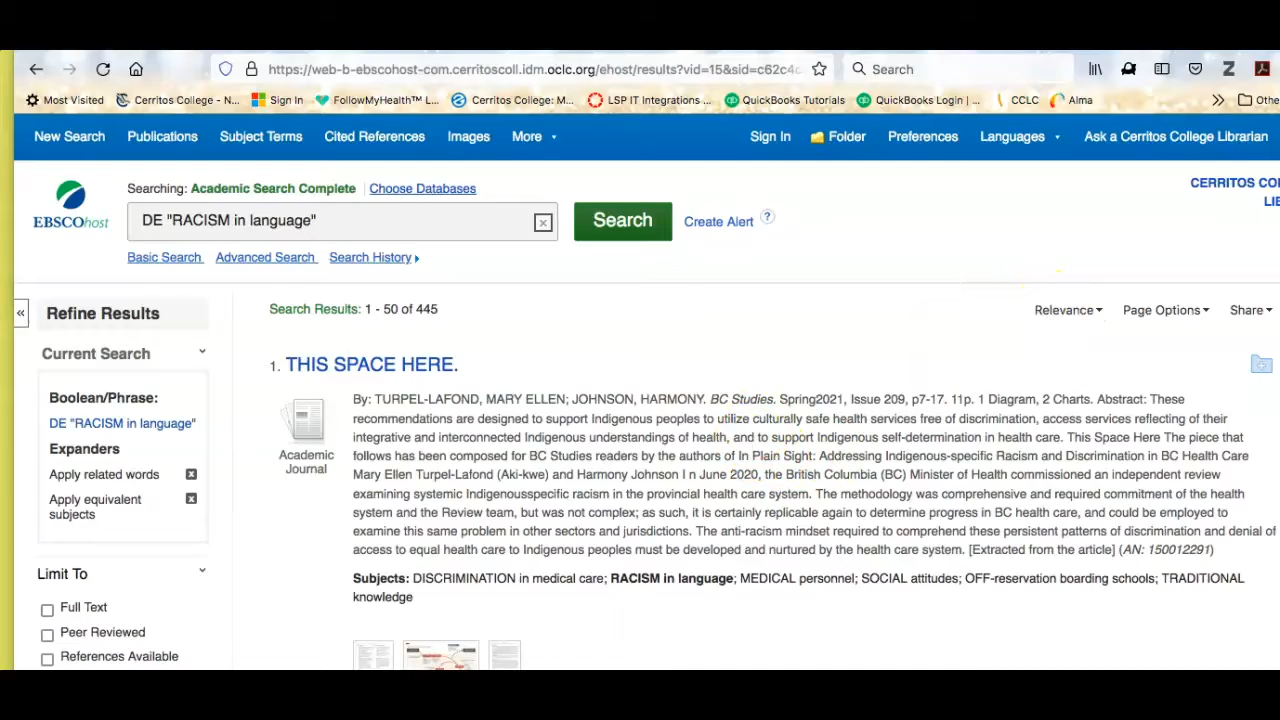 https://web-b-ebscohost-com.cerritoscoll.idm.oclc.org/ehost/results?vid=15&sid=c62c4c
Search
Most Visited
Cerritos College - N...
Sign In
FollowMyHealth™ L...
Cerritos College: M...
LSP IT Integrations ...
QuickBooks Tutorials
QuickBooks Login | ...
CCLC
Alma
Othe
New Search
Publications
Subject Terms
Cited References
Images
More
Sign In
Folder
Preferences
Languages
Ask a Cerritos College Librarian
EBSCOhost
Searching: Academic Search Complete Choose Databases
DE "RACISM in language"
Search
Create Alert
?
Basic Search
Advanced Search
Search History
CERRITOS COL
LIE
«
Refine Results
Current Search
Boolean/Phrase:
DE "RACISM in language"
Expanders
Apply related words
Apply equivalent
subjects
Limit To
Full Text
Peer Reviewed
References Available
Search Results: 1 - 50 of 445
Relevance
Page Options
Share
1. THIS SPACE HERE.
Academic
Journal
By: TURPEL-LAFOND, MARY ELLEN; JOHNSON, HARMONY. BC Studies. Spring2021, Issue 209, p7-17. 11p. 1 Diagram, 2 Charts. Abstract: These
recommendations are designed to support Indigenous peoples to utilize culturally safe health services free of discrimination, access services reflecting of their
integrative and interconnected Indigenous understandings of health, and to support Indigenous self-determination in health care. This Space Here The piece that
follows has been composed for BC Studies readers by the authors of In Plain Sight: Addressing Indigenous-specific Racism and Discrimination in BC Health Care
Mary Ellen Turpel-Lafond (Aki-kwe) and Harmony Johnson I n June 2020, the British Columbia (BC) Minister of Health commissioned an independent review
examining systemic Indigenousspecific racism in the provincial health care system. The methodology was comprehensive and required commitment of the health
system and the Review team, but was not complex; as such, it is certainly replicable again to determine progress in BC health care, and could be employed to
examine this same problem in other sectors and jurisdictions. The anti-racism mindset required to comprehend these persistent patterns of discrimination and denial of
access to equal health care to Indigenous peoples must be developed and nurtured by the health care system. [Extracted from the article] (AN: 150012291)
Subjects: DISCRIMINATION in medical care; RACISM in language; MEDICAL personnel; SOCIAL attitudes; OFF-reservation boarding schools; TRADITIONAL
knowledge